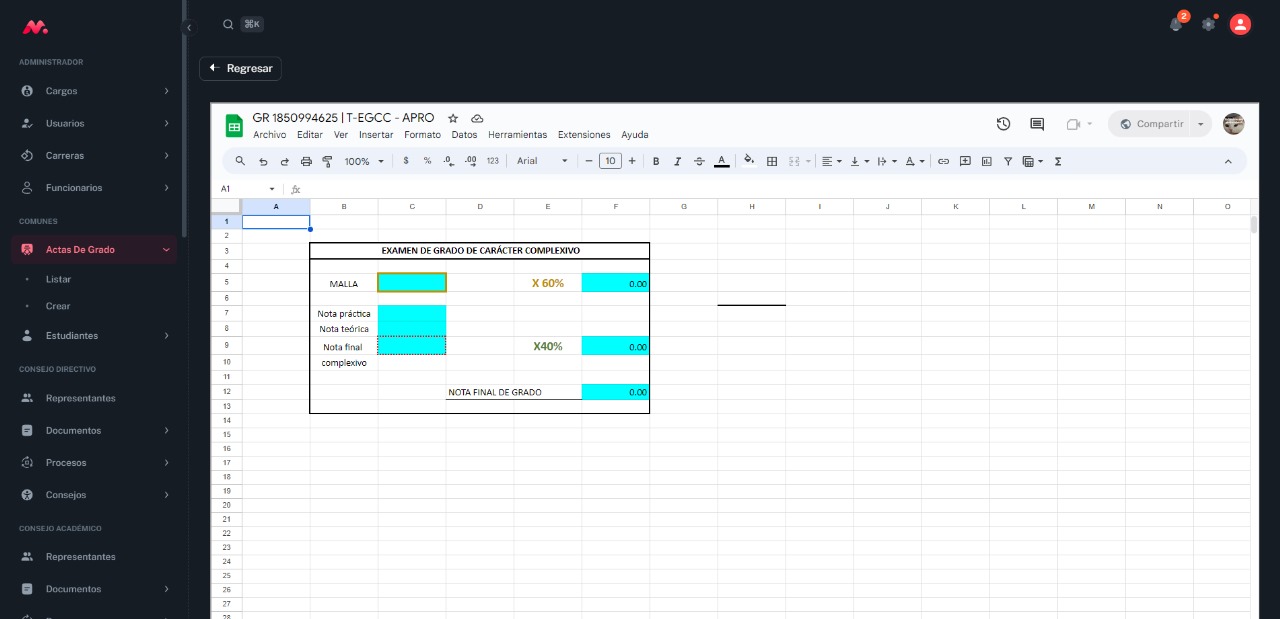 ⌘K
2
ADMINISTRADOR
Cargos
Usuarios
Carreras
Funcionarios
COMUNES
Actas De Grado
Listar
Crear
Estudiantes
CONSEJO DIRECTIVO
Representantes
Documentos
Procesos
Consejos
CONSEJO ACADÉMICO
Representantes
Documentos
Regresar
GR 1850994625 | T-EGCC - APRO
Archivo Editar Ver Insertar Formato Datos Herramientas Extensiones Ayuda
Compartir
100% $ % .0 .00 123 Arial − 10 + B I S A Σ
A1 fx
A B C D E F G H I J K L M N O
1
2
3 EXAMEN DE GRADO DE CARÁCTER COMPLEXIVO
4
5 MALLA X 60% 0.00
6
7 Nota práctica
8 Nota teórica
9 Nota final X40% 0.00
10 complexivo
11
12 NOTA FINAL DE GRADO 0.00
13
14
15
16
17
18
19
20
21
22
23
24
25
26
27
28